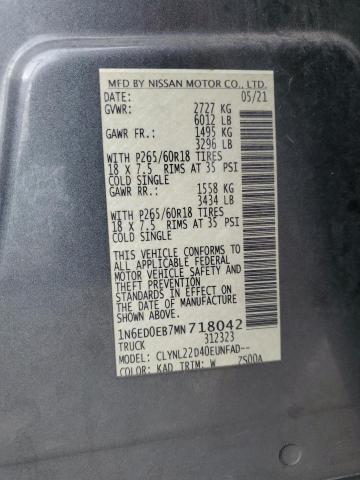 MFD BY NISSAN MOTOR CO., LTD.
DATE: 05/21
GVWR: 2727 KG
6012 LB
GAWR FR.: 1495 KG
3296 LB
WITH P265/60R18 TIRES
18 X 7.5 RIMS AT 35 PSI
COLD SINGLE
GAWR RR.: 1558 KG
3434 LB
WITH P265/60R18 TIRES
18 X 7.5 RIMS AT 35 PSI
COLD SINGLE
THIS VEHICLE CONFORMS TO
ALL APPLICABLE FEDERAL
MOTOR VEHICLE SAFETY AND
THEFT PREVENTION
STANDARDS IN EFFECT ON
THE DATE OF MANUFACTURE
SHOWN ABOVE.
1N6ED0EB7MN718042
TRUCK 312323
MODEL: CLYNL22D40EUNFAD--
COLOR: KAD TRIM: W Z500A